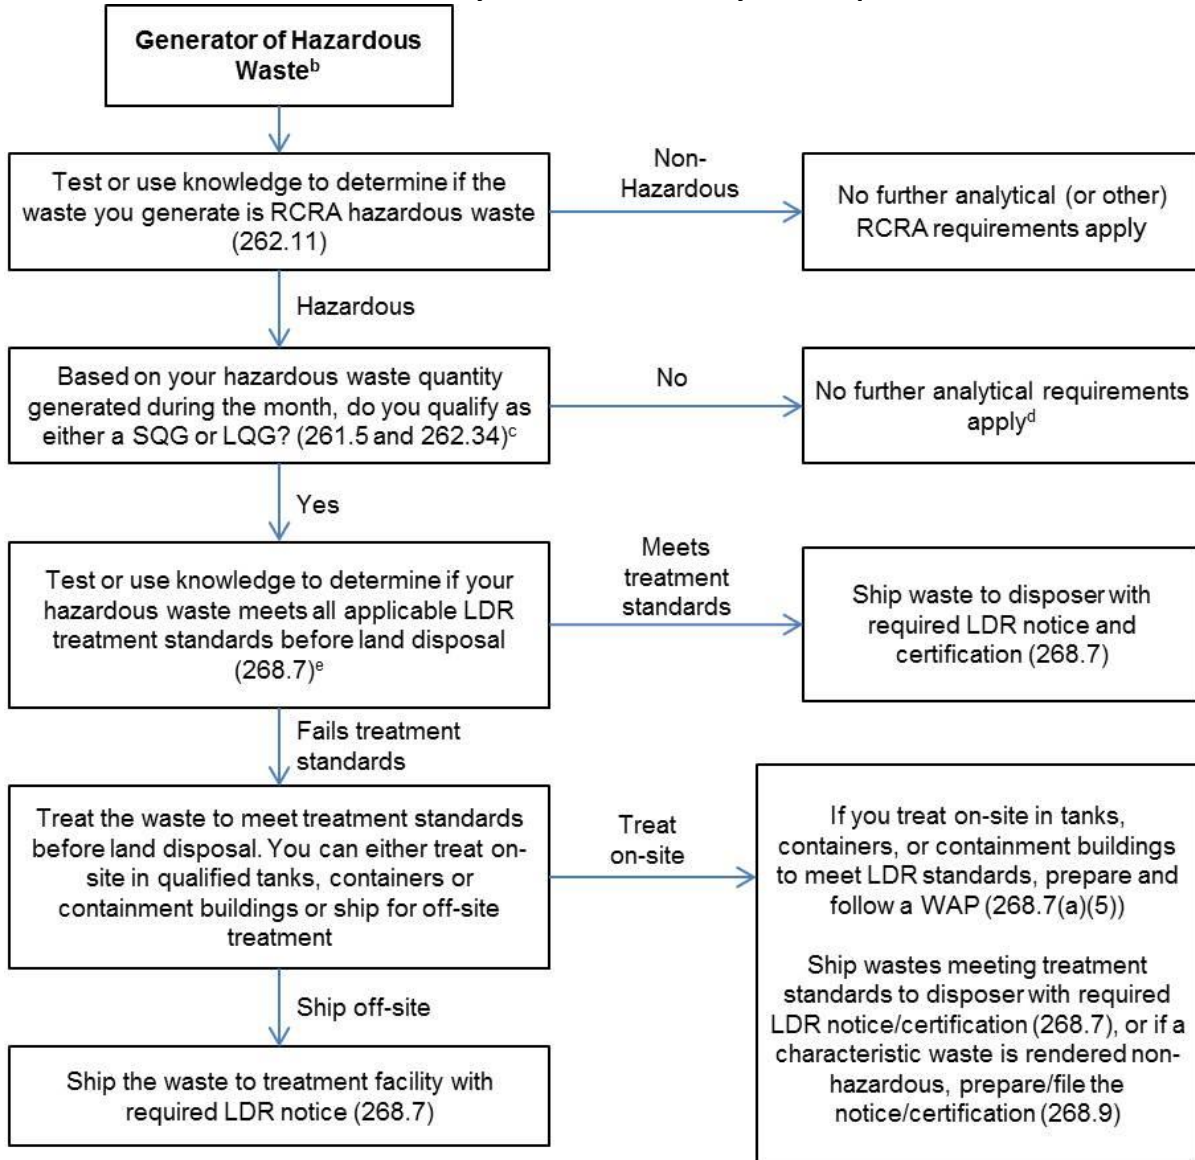 Generator of Hazardous
Wasteᵇ
Test or use knowledge to determine if the
waste you generate is RCRA hazardous waste
(262.11)
Non-
Hazardous
No further analytical (or other)
RCRA requirements apply
Hazardous
Based on your hazardous waste quantity
generated during the month, do you qualify as
either a SQG or LQG? (261.5 and 262.34)ᶜ
No
No further analytical requirements
applyᵈ
Yes
Test or use knowledge to determine if your
hazardous waste meets all applicable LDR
treatment standards before land disposal
(268.7)ᵉ
Meets
treatment
standards
Ship waste to disposer with
required LDR notice and
certification (268.7)
Fails treatment
standards
Treat the waste to meet treatment standards
before land disposal. You can either treat on-
site in qualified tanks, containers or
containment buildings or ship for off-site
treatment
Treat
on-site
If you treat on-site in tanks,
containers, or containment buildings
to meet LDR standards, prepare and
follow a WAP (268.7(a)(5))
Ship wastes meeting treatment
standards to disposer with required
LDR notice/certification (268.7), or if a
characteristic waste is rendered non-
hazardous, prepare/file the
notice/certification (268.9)
Ship off-site
Ship the waste to treatment facility with
required LDR notice (268.7)